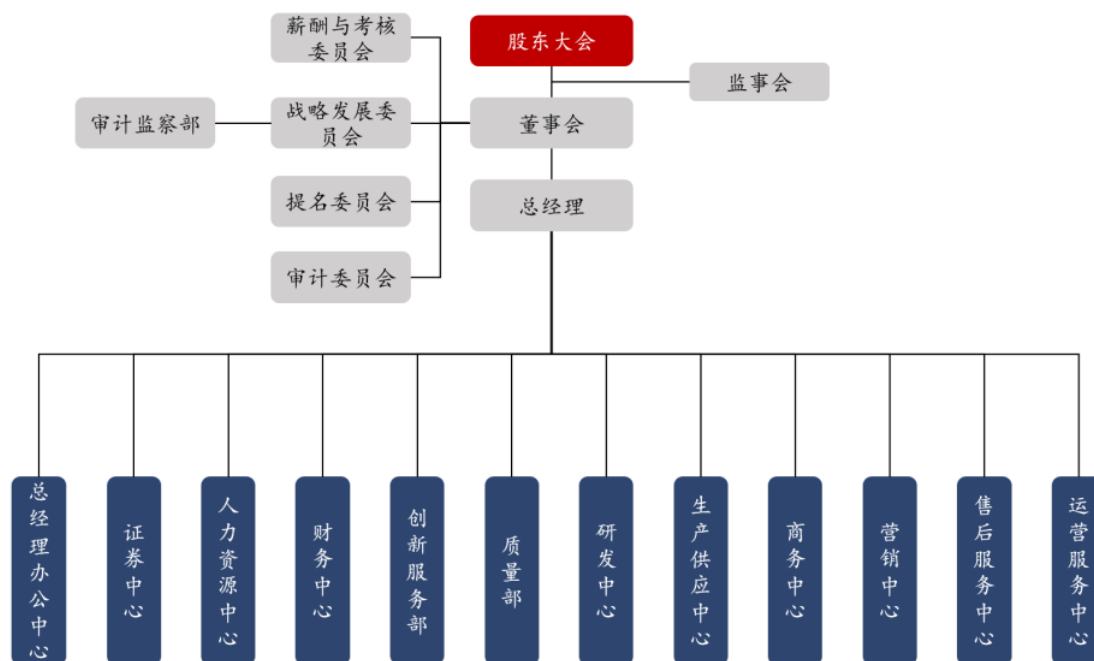 薪酬与考核
委员会
股东大会
监事会
审计监察部
战略发展委
员会
董事会
提名委员会
总经理
审计委员会
总经理办公中心
证券中心
人力资源中心
财务中心
创新服务部
质量部
研发中心
生产供应中心
商务中心
营销中心
售后服务中心
运营服务中心